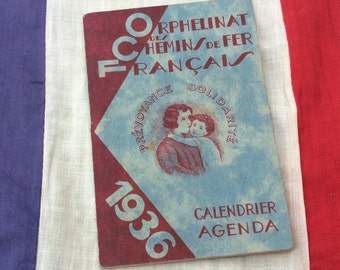 ORPHELINAT
DES
CHEMINS DE FER
FRANÇAIS
PRÉVOYANCE SOLIDARITÉ
1936
CALENDRIER
AGENDA